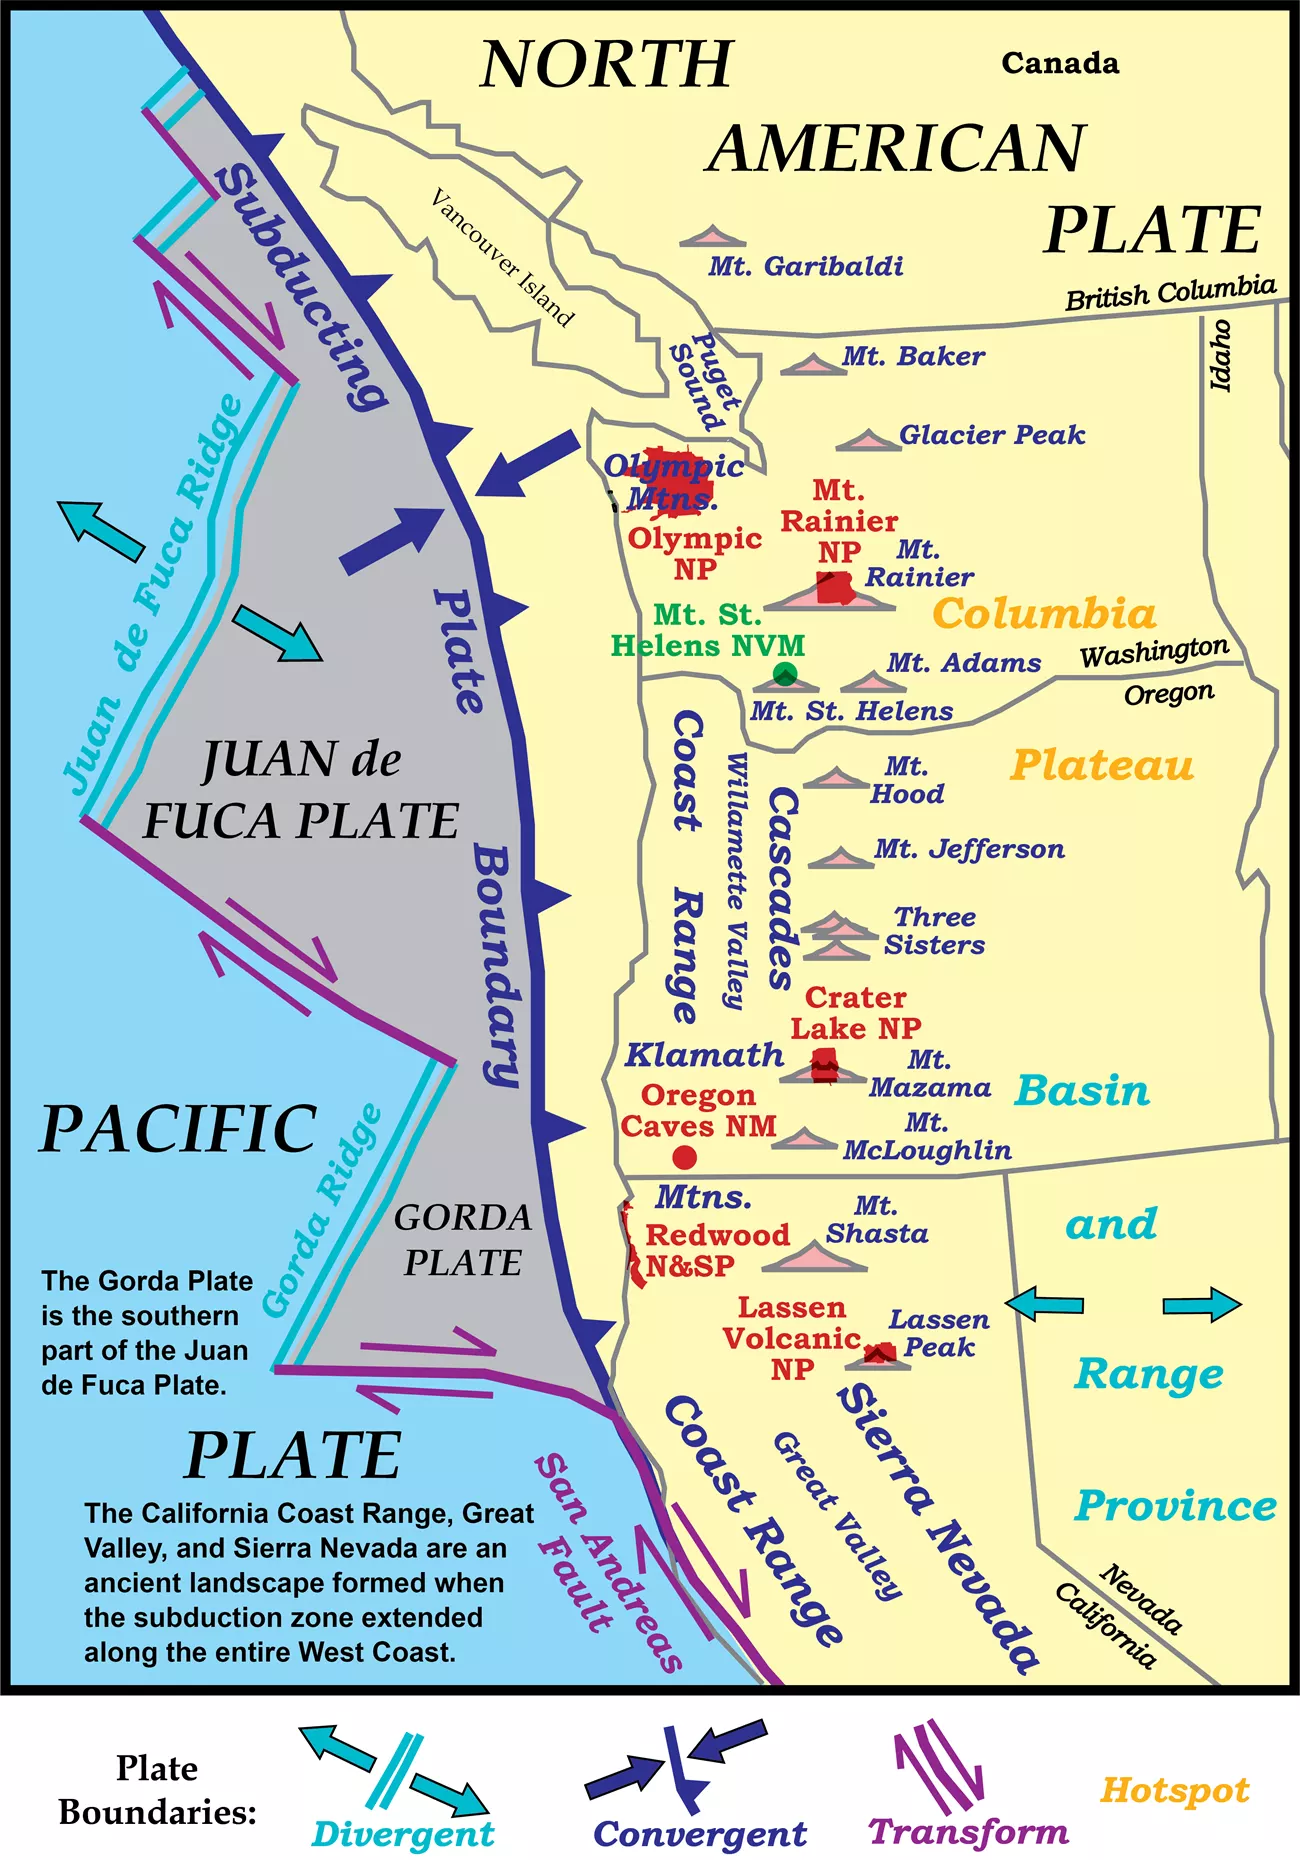 NORTH
AMERICAN
PLATE
Canada
Vancouver Island
Mt. Garibaldi
British Columbia
Idaho
Puget
Sound
Mt. Baker
Glacier Peak
Subducting
Plate
Boundary
Olympic
Mtns.
Olympic
NP
Mt.
Rainier
NP
Mt.
Rainier
Mt. St.
Helens NVM
Columbia
Plateau
Washington
Oregon
Mt. Adams
Mt. St. Helens
Juan de Fuca Ridge
JUAN de
FUCA PLATE
Coast Range
Willamette Valley
Cascades
Mt.
Hood
Mt. Jefferson
Three
Sisters
Crater
Lake NP
Mt.
Mazama
Klamath
Mtns.
Oregon
Caves NM
Mt.
McLoughlin
Basin
and
Range
Province
PACIFIC
PLATE
Gorda Ridge
GORDA
PLATE
The Gorda Plate
is the southern
part of the Juan
de Fuca Plate.
Redwood
N&SP
Mt.
Shasta
Lassen
Volcanic
NP
Lassen
Peak
The California Coast Range, Great
Valley, and Sierra Nevada are an
ancient landscape formed when
the subduction zone extended
along the entire West Coast.
San Andreas
Fault
Coast Range
Great Valley
Sierra Nevada
Nevada
California
Plate
Boundaries:
Divergent
Convergent
Transform
Hotspot